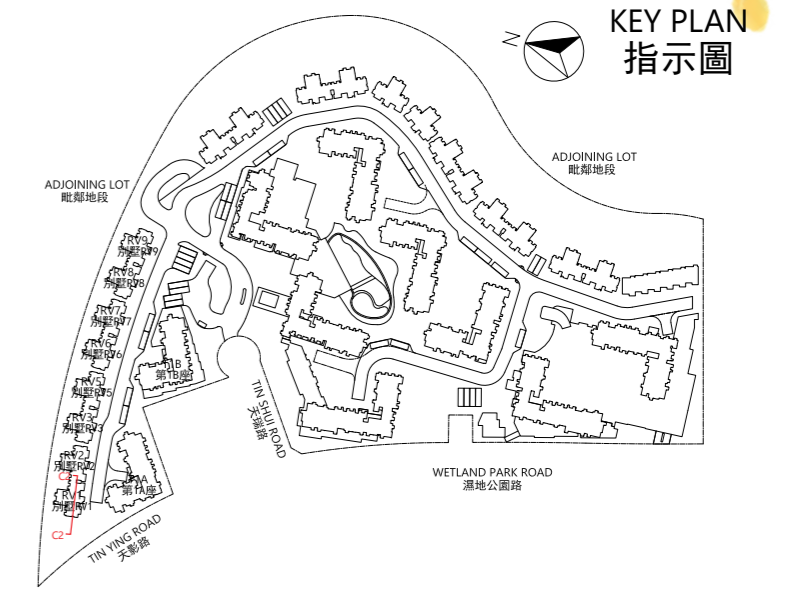 KEY PLAN
指示圖
N
ADJOINING LOT
毗鄰地段
ADJOINING LOT
毗鄰地段
RV9
別墅RV9
RV8
別墅RV8
RV7
別墅RV7
RV6
別墅RV6
RV5
別墅RV5
RV3
別墅RV3
RV2
別墅RV2
C2
RV1
別墅RV1
C2
T1B
第1B座
T1A
第1A座
TIN SHUI ROAD
天瑞路
WETLAND PARK ROAD
濕地公園路
TIN YING ROAD
天影路